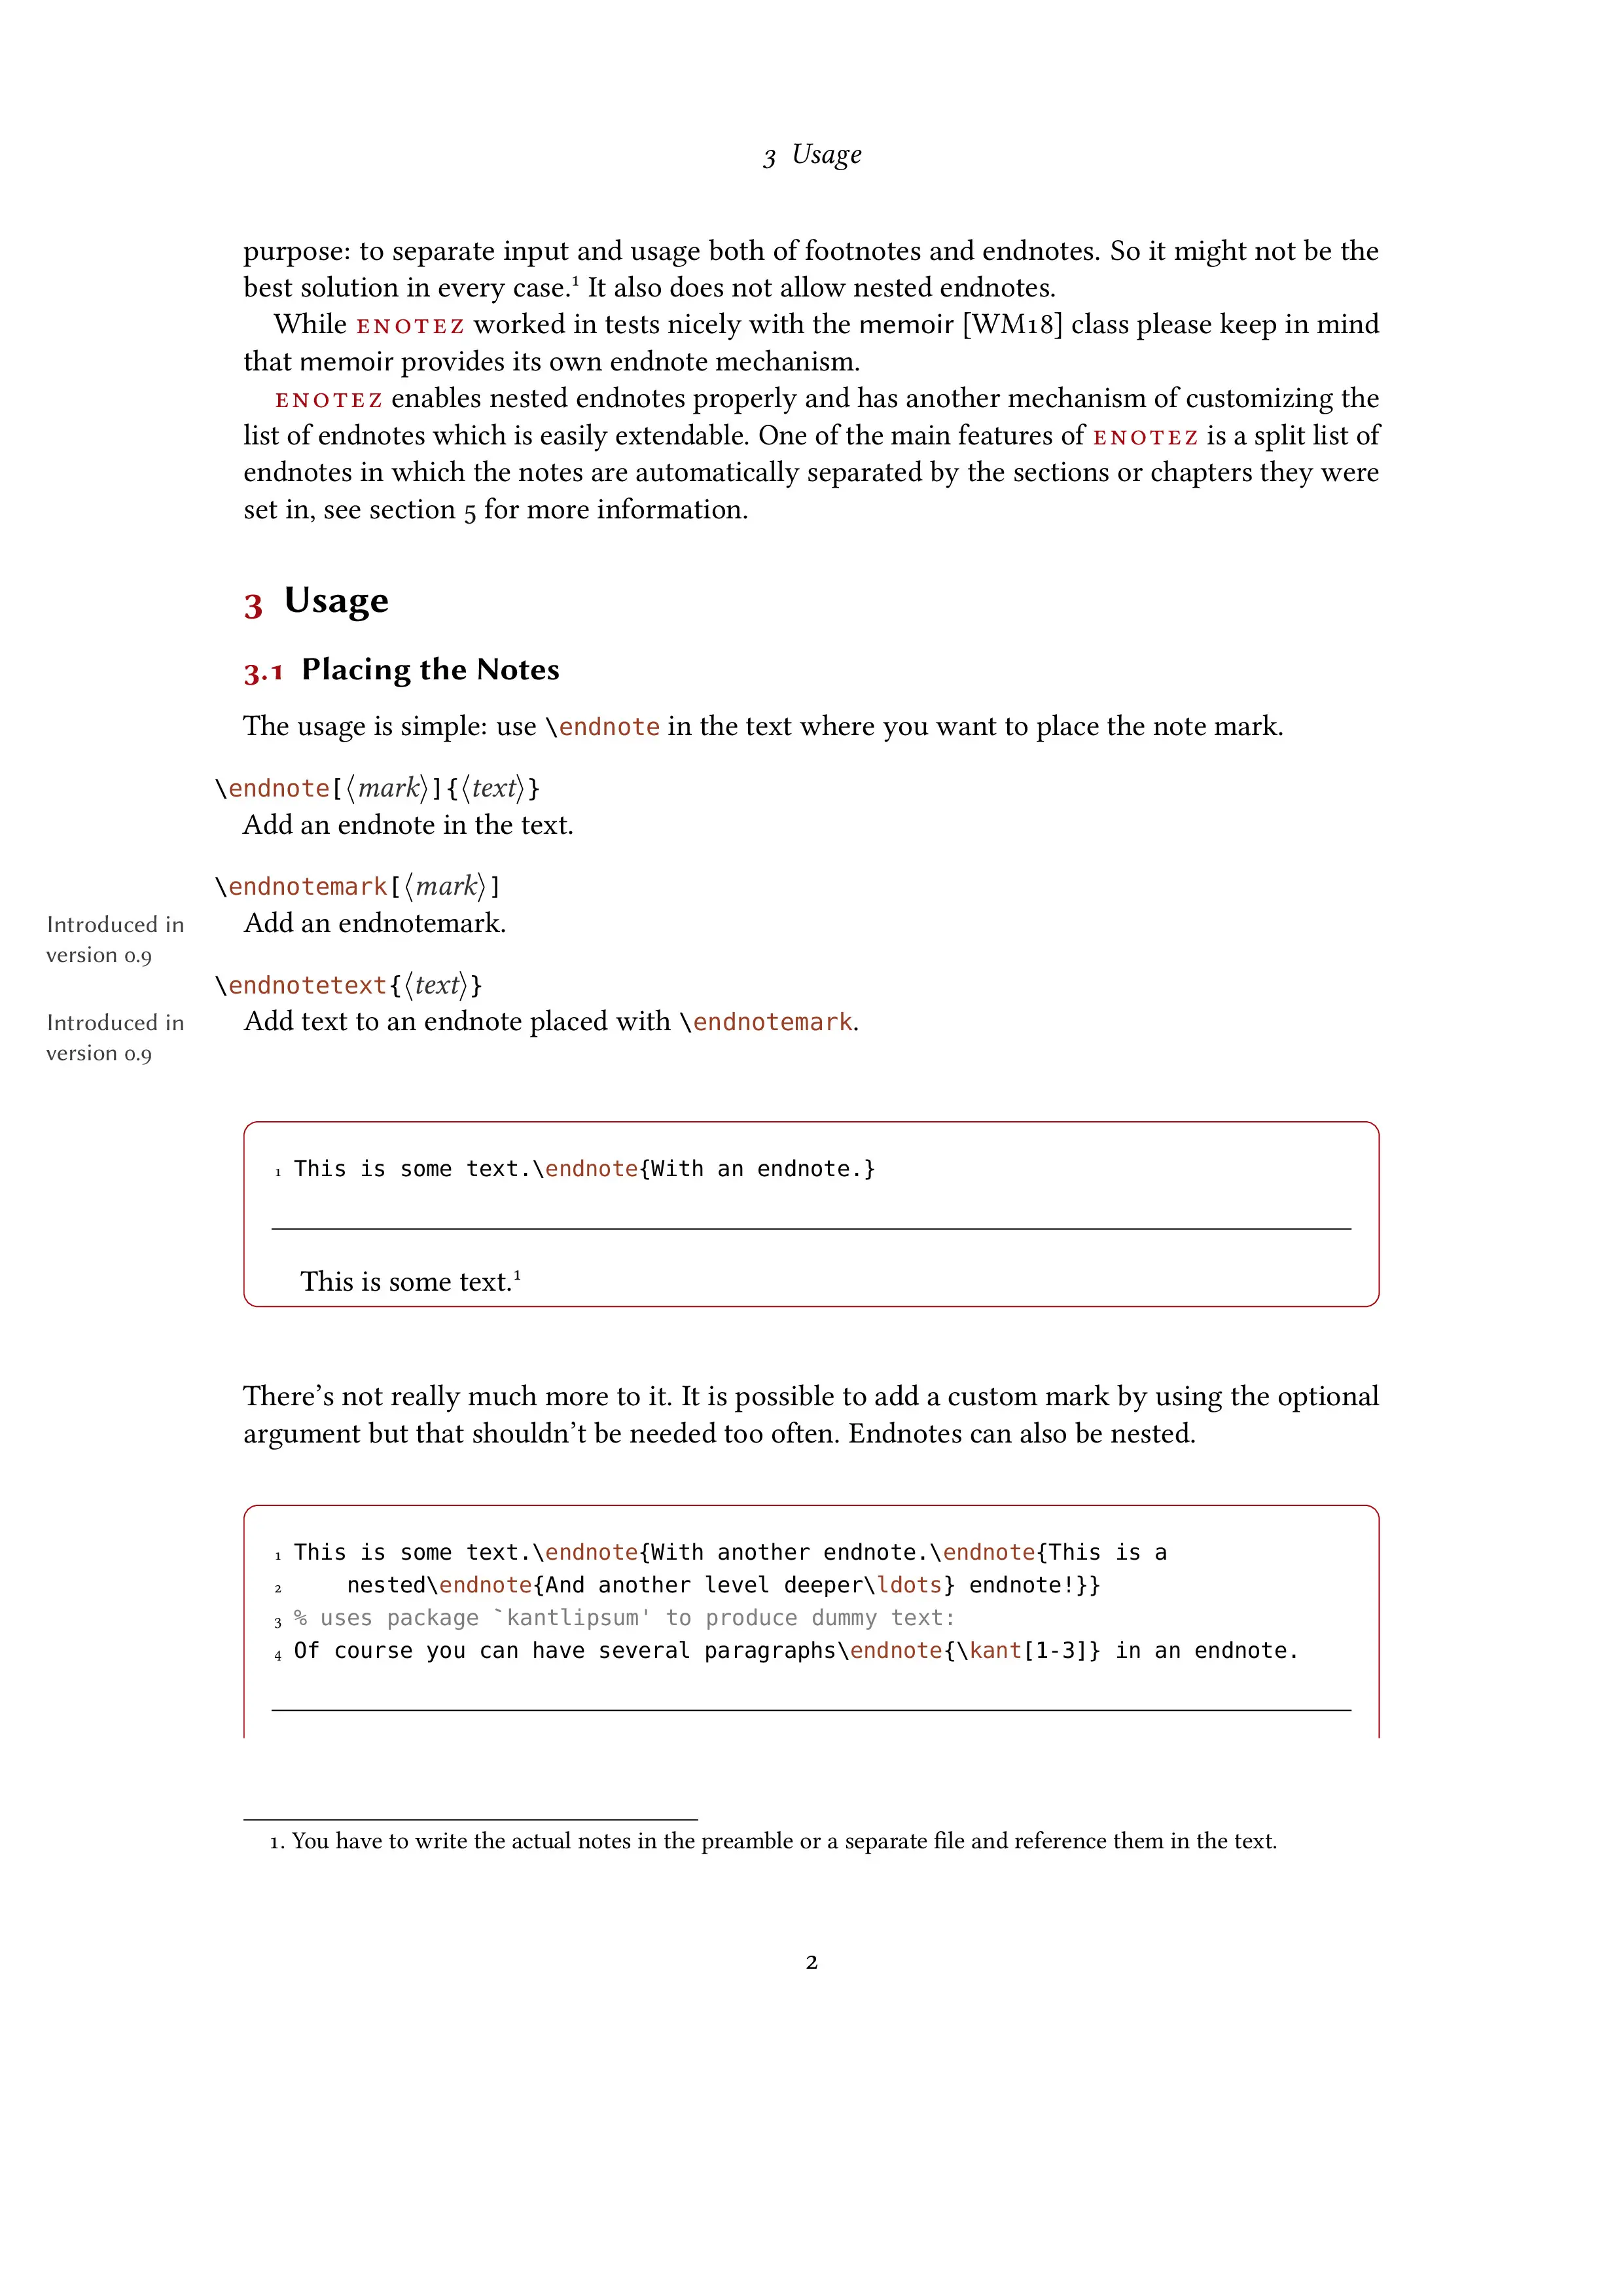 3 Usage
purpose: to separate input and usage both of footnotes and endnotes. So it might not be the
best solution in every case.¹ It also does not allow nested endnotes.
While ENOTEZ worked in tests nicely with the memoir [WM18] class please keep in mind
that memoir provides its own endnote mechanism.
ENOTEZ enables nested endnotes properly and has another mechanism of customizing the
list of endnotes which is easily extendable. One of the main features of ENOTEZ is a split list of
endnotes in which the notes are automatically separated by the sections or chapters they were
set in, see section 5 for more information.
3 Usage
3.1 Placing the Notes
The usage is simple: use \endnote in the text where you want to place the note mark.
\endnote[⟨mark⟩]{⟨text⟩}
Add an endnote in the text.
\endnotemark[⟨mark⟩]
Introduced in
version 0.9
Add an endnotemark.
\endnotetext{⟨text⟩}
Introduced in
version 0.9
Add text to an endnote placed with \endnotemark.
1 This is some text.\endnote{With an endnote.}
This is some text.¹
There’s not really much more to it. It is possible to add a custom mark by using the optional
argument but that shouldn’t be needed too often. Endnotes can also be nested.
1 This is some text.\endnote{With another endnote.\endnote{This is a
2 nested\endnote{And another level deeper\ldots} endnote!}}
3 % uses package `kantlipsum' to produce dummy text:
4 Of course you can have several paragraphs\endnote{\kant[1-3]} in an endnote.
1. You have to write the actual notes in the preamble or a separate file and reference them in the text.
2